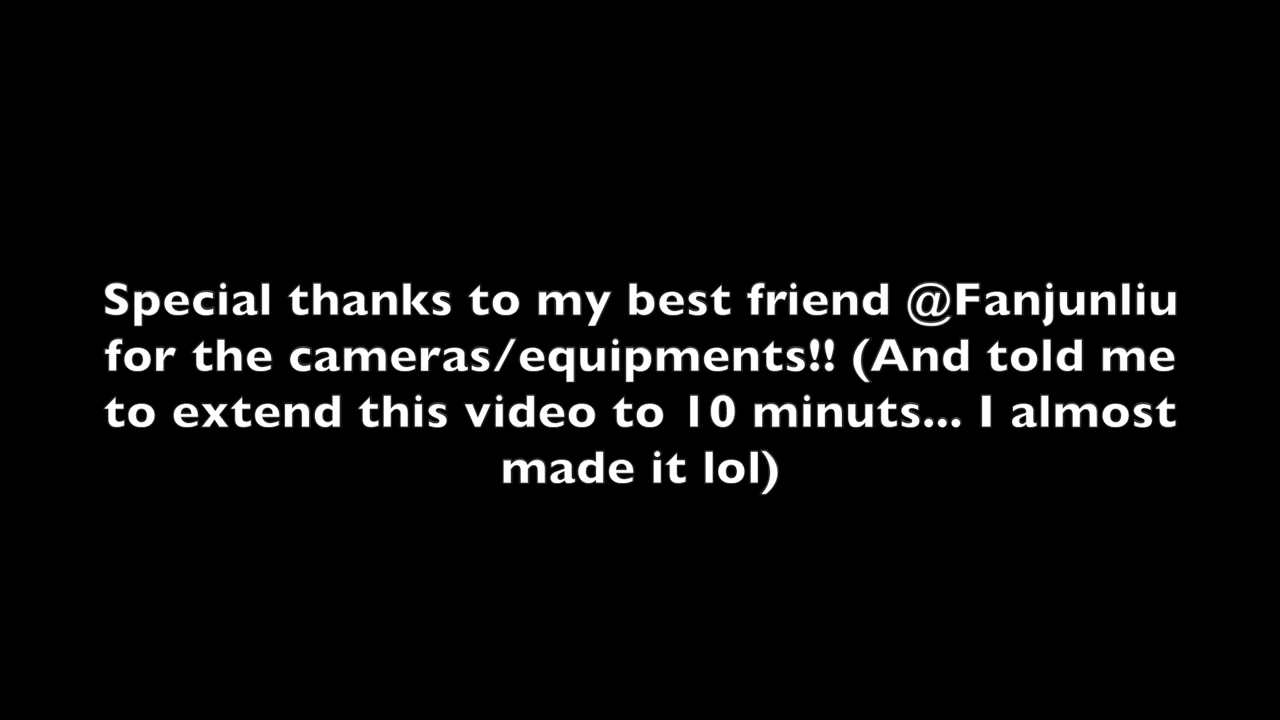 Special thanks to my best friend @Fanjunliu
for the cameras/equipments!! (And told me
to extend this video to 10 minuts... I almost
made it lol)